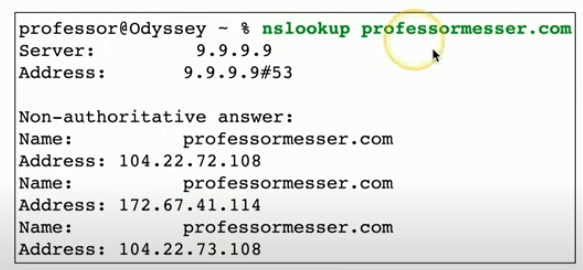 professor@Odyssey ~ % nslookup professormesser.com
Server: 9.9.9.9
Address: 9.9.9.9#53
Non-authoritative answer:
Name: professormesser.com
Address: 104.22.72.108
Name: professormesser.com
Address: 172.67.41.114
Name: professormesser.com
Address: 104.22.73.108